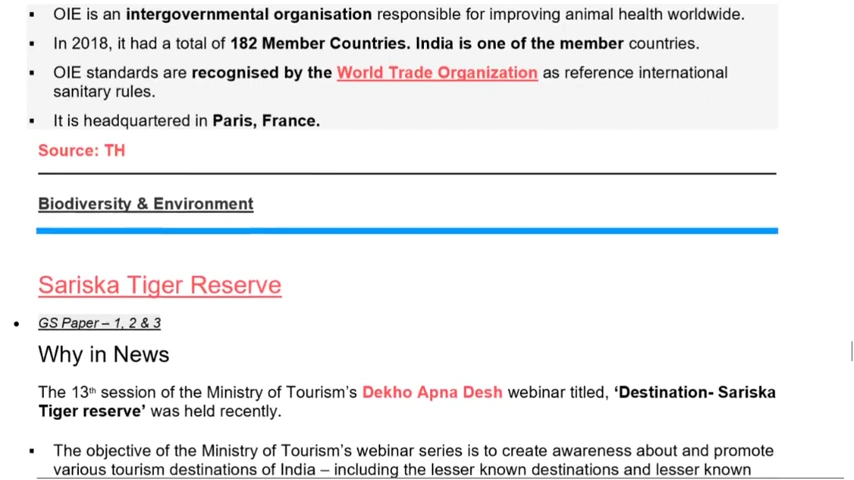 ▪ OIE is an intergovernmental organisation responsible for improving animal health worldwide.
▪ In 2018, it had a total of 182 Member Countries. India is one of the member countries.
▪ OIE standards are recognised by the World Trade Organization as reference international
sanitary rules.
▪ It is headquartered in Paris, France.
Source: TH
Biodiversity & Environment
Sariska Tiger Reserve
• GS Paper – 1, 2 & 3
Why in News
The 13th session of the Ministry of Tourism’s Dekho Apna Desh webinar titled, ‘Destination- Sariska
Tiger reserve’ was held recently.
▪ The objective of the Ministry of Tourism’s webinar series is to create awareness about and promote
various tourism destinations of India – including the lesser known destinations and lesser known